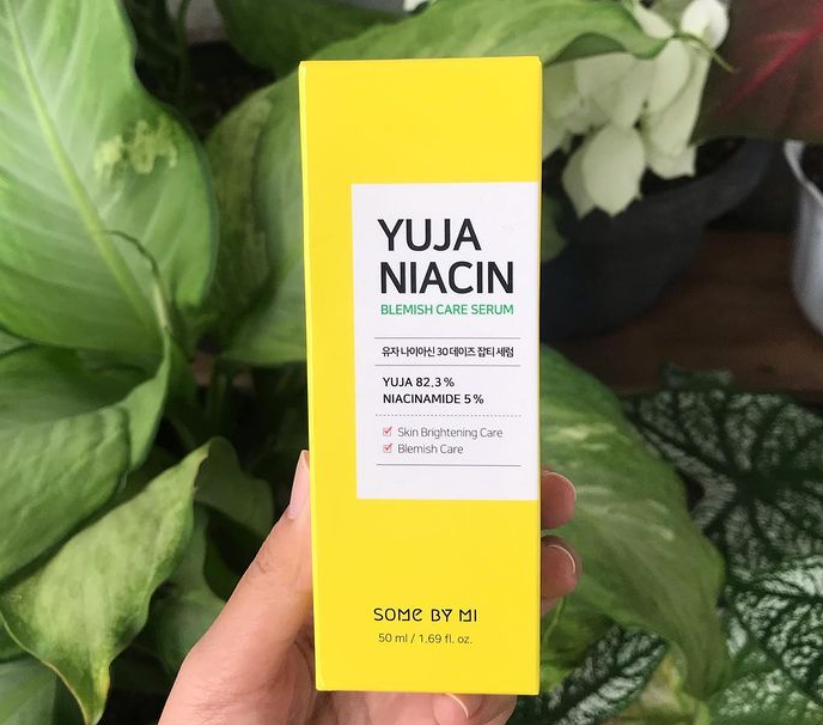 YUJA
NIACIN
BLEMISH CARE SERUM
유자 나이아신 30 데이즈 잡티 세럼
YUJA 82.3%
NIACINAMIDE 5%
Skin Brightening Care
Blemish Care
SOME BY MI
50 ml / 1.69 fl. oz.